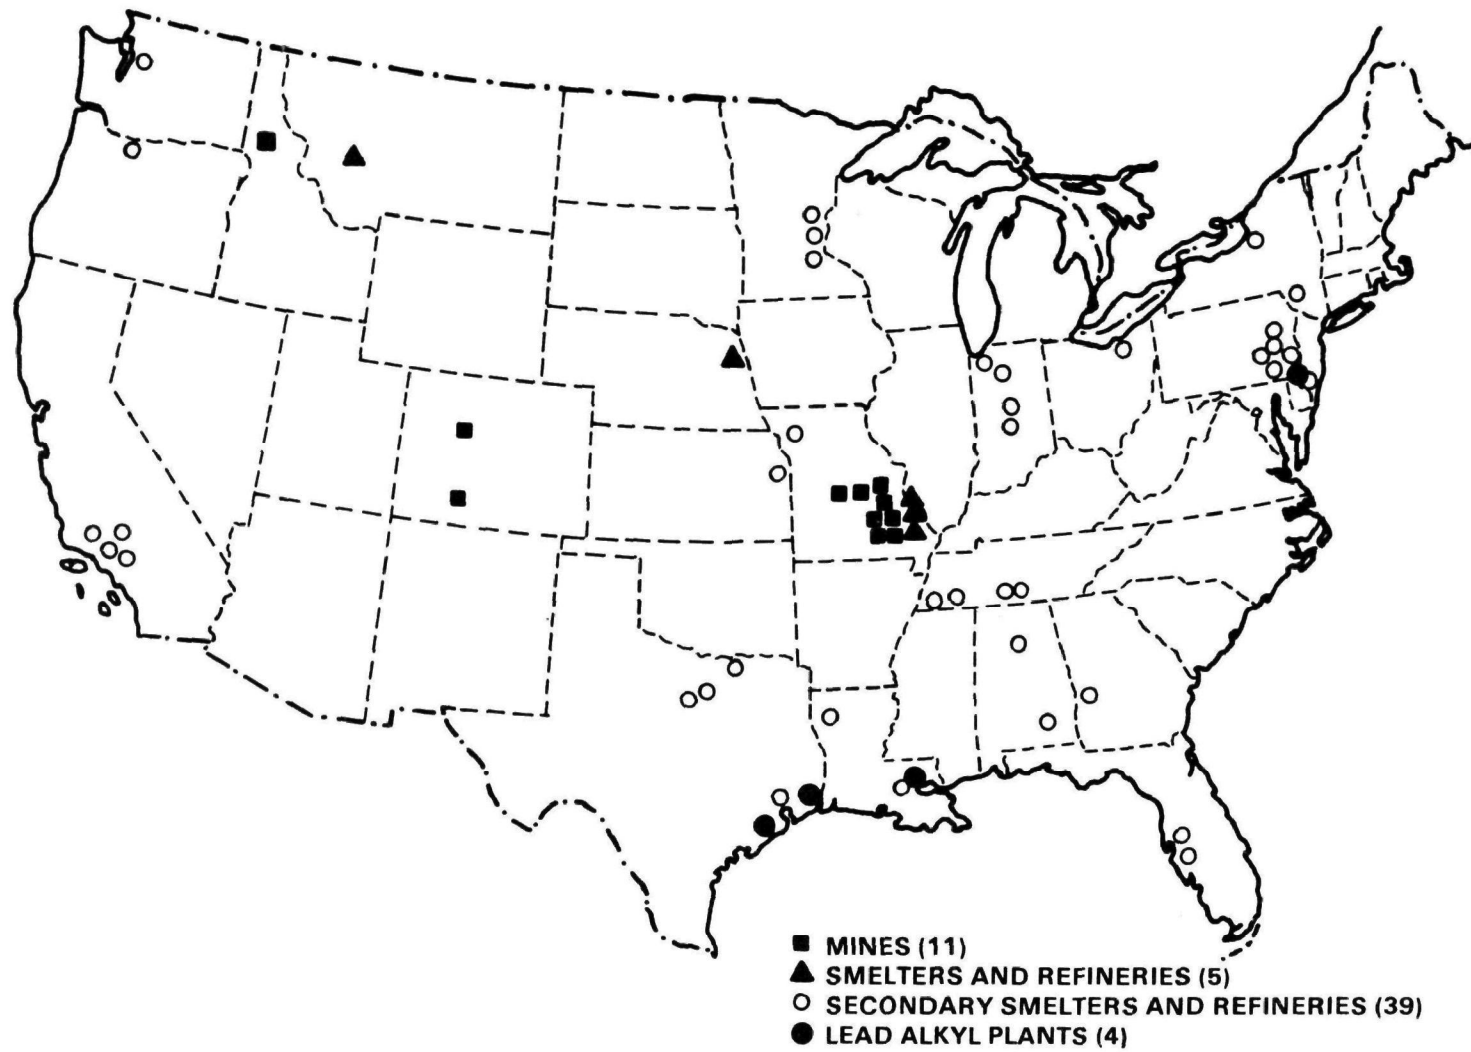 MINES (11)
SMELTERS AND REFINERIES (5)
SECONDARY SMELTERS AND REFINERIES (39)
LEAD ALKYL PLANTS (4)